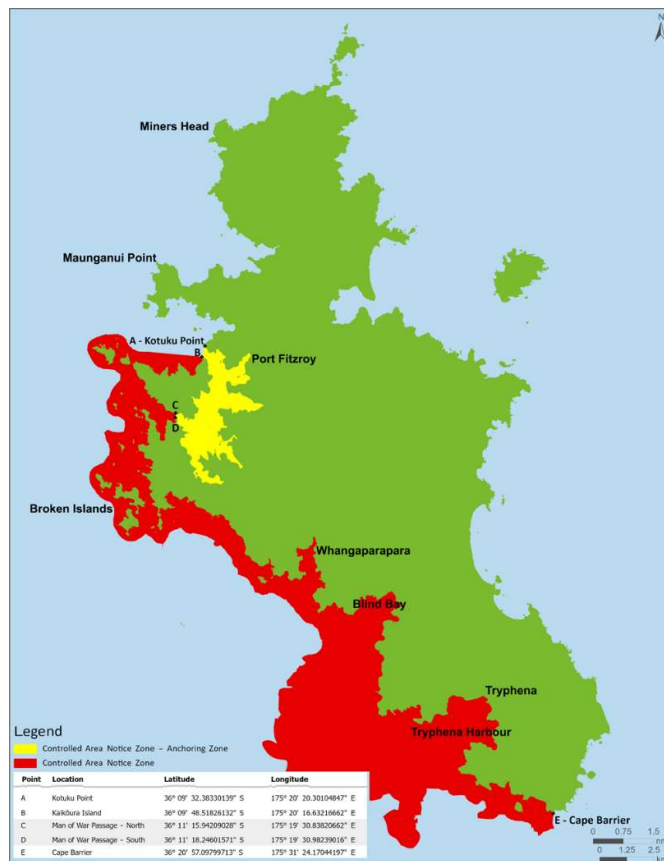 N
Miners Head
Maunganui Point
A - Kotuku Point
B
Port Fitzroy
C
D
Broken Islands
Whangaparapara
Blind Bay
Tryphena
Tryphena Harbour
E - Cape Barrier
Legend
Controlled Area Notice Zone - Anchoring Zone
Controlled Area Notice Zone
Point Location Latitude Longitude
A Kotuku Point 36° 09' 32.38330139" S 175° 20' 20.30104847" E
B Kaikōura Island 36° 09' 48.51826132" S 175° 20' 16.63216662" E
C Man of War Passage - North 36° 11' 15.94209028" S 175° 19' 30.83820662" E
D Man of War Passage - South 36° 11' 18.24601571" S 175° 19' 30.98239016" E
E Cape Barrier 36° 20' 57.09799713" S 175° 31' 24.17044197" E
0.75 1.5
0 1.25 2.5